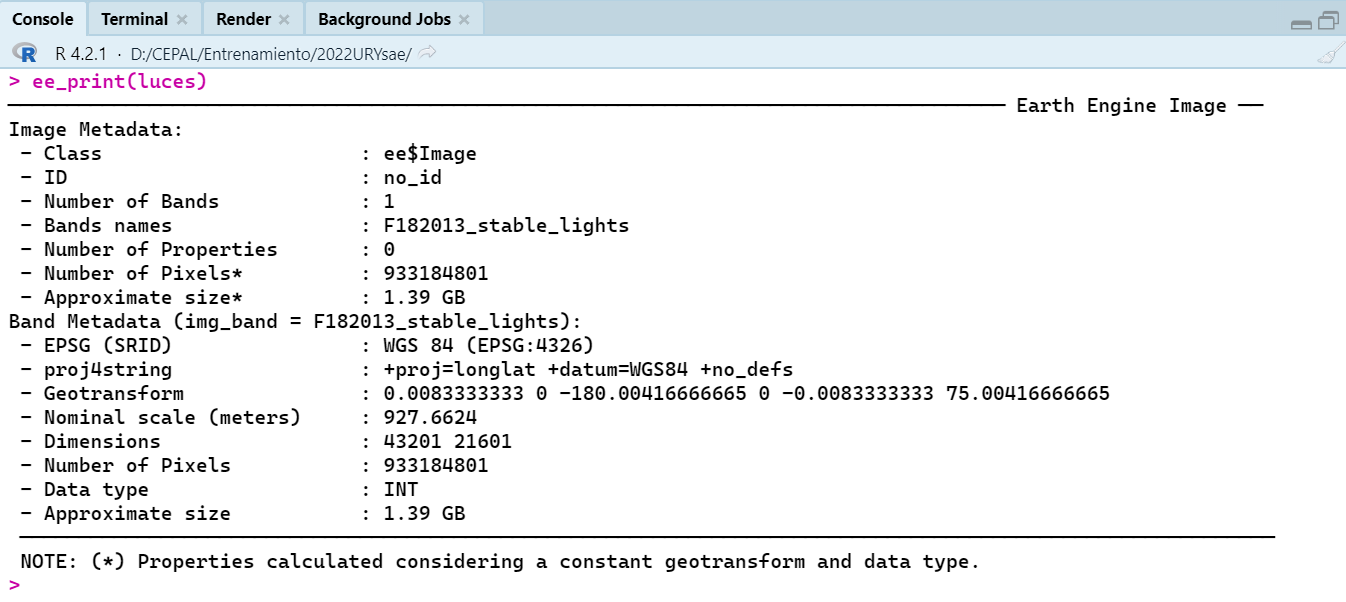 Console Terminal Render Background Jobs
R R 4.2.1 · D:/CEPAL/Entrenamiento/2022URYsae/
> ee_print(luces)
Earth Engine Image
Image Metadata:
- Class : ee$Image
- ID : no_id
- Number of Bands : 1
- Bands names : F182013_stable_lights
- Number of Properties : 0
- Number of Pixels* : 933184801
- Approximate size* : 1.39 GB
Band Metadata (img_band = F182013_stable_lights):
- EPSG (SRID) : WGS 84 (EPSG:4326)
- proj4string : +proj=longlat +datum=WGS84 +no_defs
- Geotransform : 0.0083333333 0 -180.00416666665 0 -0.0083333333 75.00416666665
- Nominal scale (meters) : 927.6624
- Dimensions : 43201 21601
- Number of Pixels : 933184801
- Data type : INT
- Approximate size : 1.39 GB
NOTE: (*) Properties calculated considering a constant geotransform and data type.
>